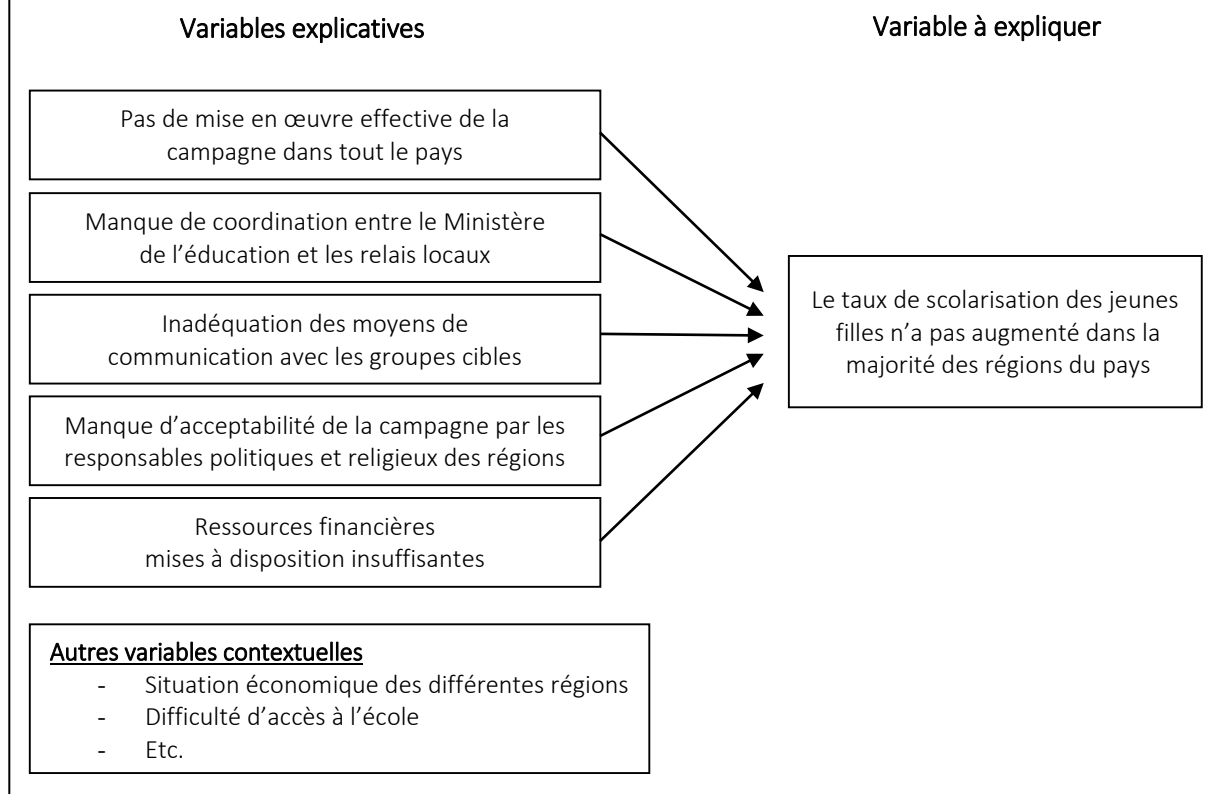 Variables explicatives
Variable à expliquer
Pas de mise en œuvre effective de la
campagne dans tout le pays
Manque de coordination entre le Ministère
de l’éducation et les relais locaux
Inadéquation des moyens de
communication avec les groupes cibles
Manque d’acceptabilité de la campagne par les
responsables politiques et religieux des régions
Ressources financières
mises à disposition insuffisantes
Le taux de scolarisation des jeunes
filles n’a pas augmenté dans la
majorité des régions du pays
Autres variables contextuelles
- Situation économique des différentes régions
- Difficulté d’accès à l’école
- Etc.